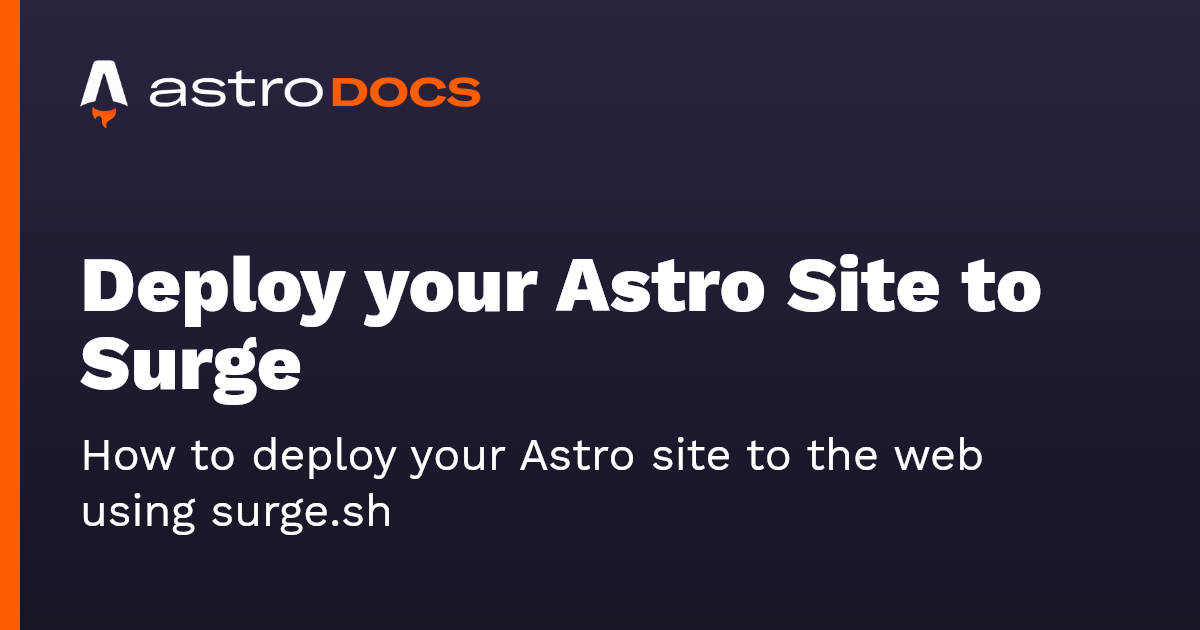 astro DOCS
Deploy your Astro Site to
Surge
How to deploy your Astro site to the web
using surge.sh